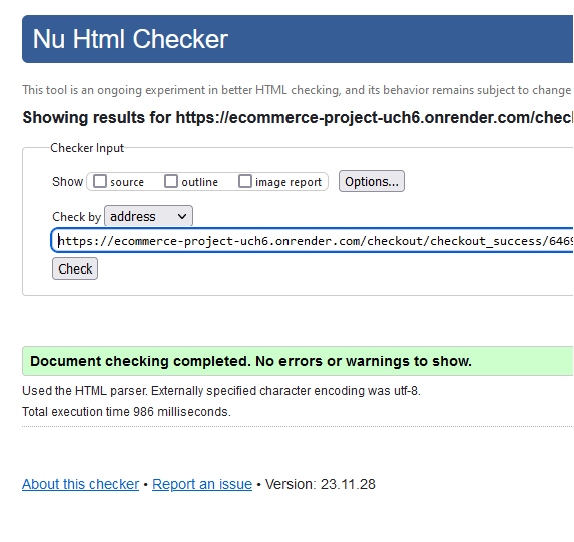 Nu Html Checker
This tool is an ongoing experiment in better HTML checking, and its behavior remains subject to change
Showing results for https://ecommerce-project-uch6.onrender.com/chec
Checker Input
Show source outline image report Options...
Check by address
https://ecommerce-project-uch6.onrender.com/checkout/checkout_success/6469
Check
Document checking completed. No errors or warnings to show.
Used the HTML parser. Externally specified character encoding was utf-8.
Total execution time 986 milliseconds.
About this checker • Report an issue • Version: 23.11.28